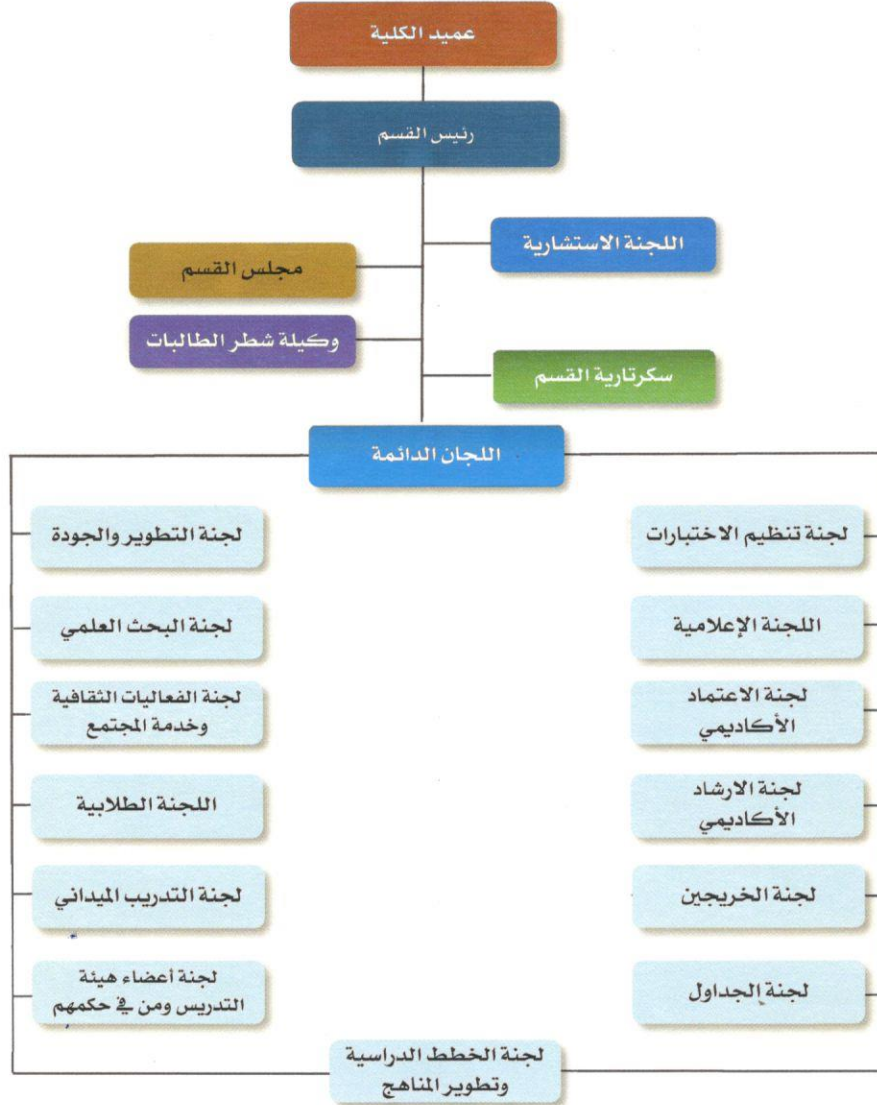 عميد الكلية
رئيس القسم
اللجنة الاستشارية
مجلس القسم
وكيلة شطر الطالبات
سكرتارية القسم
اللجان الدائمة
لجنة تنظيم الاختبارات
لجنة التطوير والجودة
اللجنة الإعلامية
لجنة البحث العلمي
لجنة الاعتماد
الأكاديمي
لجنة الفعاليات الثقافية
وخدمة المجتمع
لجنة الارشاد
الأكاديمي
اللجنة الطلابية
لجنة الخريجين
لجنة التدريب الميداني
لجنة الجداول
لجنة أعضاء هيئة
التدريس ومن في حكمهم
لجنة الخطط الدراسية
وتطوير المناهج